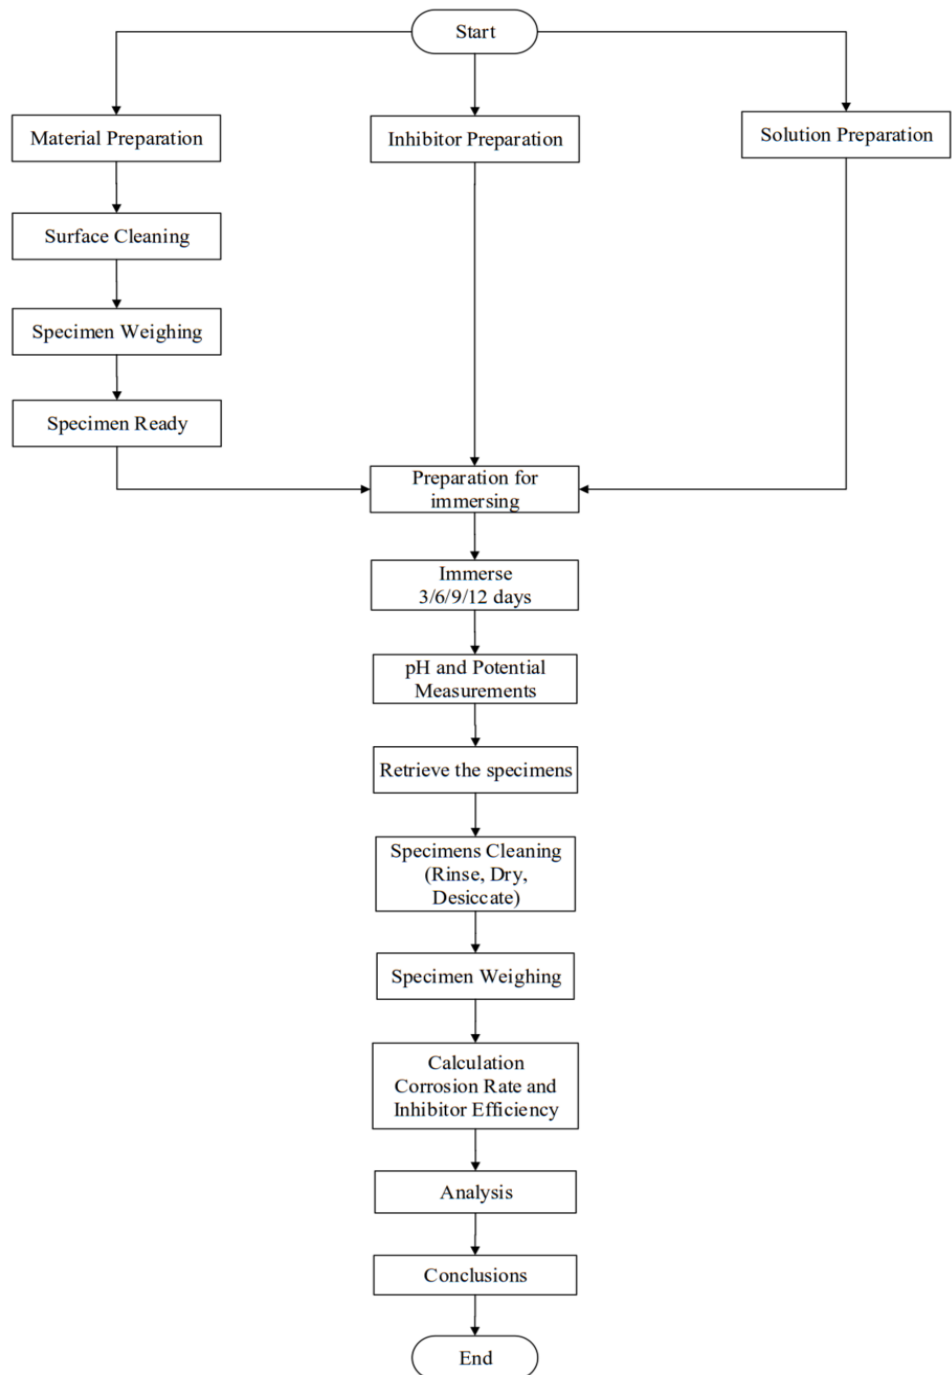 Start
Material Preparation
Inhibitor Preparation
Solution Preparation
Surface Cleaning
Specimen Weighing
Specimen Ready
Preparation for
immersing
Immerse
3/6/9/12 days
pH and Potential
Measurements
Retrieve the specimens
Specimens Cleaning
(Rinse, Dry,
Desiccate)
Specimen Weighing
Calculation
Corrosion Rate and
Inhibitor Efficiency
Analysis
Conclusions
End